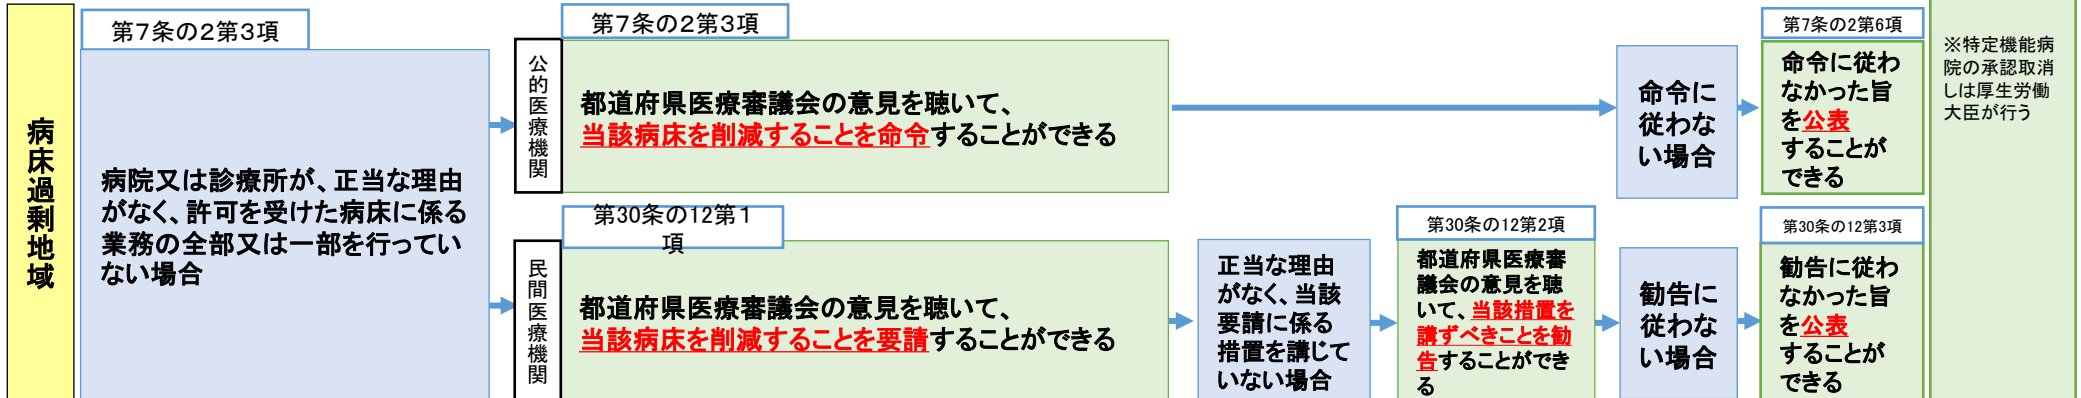 病床過剰地域
第7条の2第3項
病院又は診療所が、正当な理由
がなく、許可を受けた病床に係る
業務の全部又は一部を行ってい
ない場合
公的医療機関
第7条の2第3項
都道府県医療審議会の意見を聴いて、
当該病床を削減することを命令することができる
命令に
従わな
い場合
第7条の2第6項
命令に従わ
なかった旨
を公表
することが
できる
民間医療機関
第30条の12第1
項
都道府県医療審議会の意見を聴いて、
当該病床を削減することを要請することができる
正当な理由
がなく、当該
要請に係る
措置を講じて
いない場合
第30条の12第2項
都道府県医療審
議会の意見を聴
いて、当該措置を
講ずべきことを勧
告することができ
る
勧告に
従わな
い場合
第30条の12第3項
勧告に従わ
なかった旨
を公表
することが
できる
※特定機能病
院の承認取消
しは厚生労働
大臣が行う